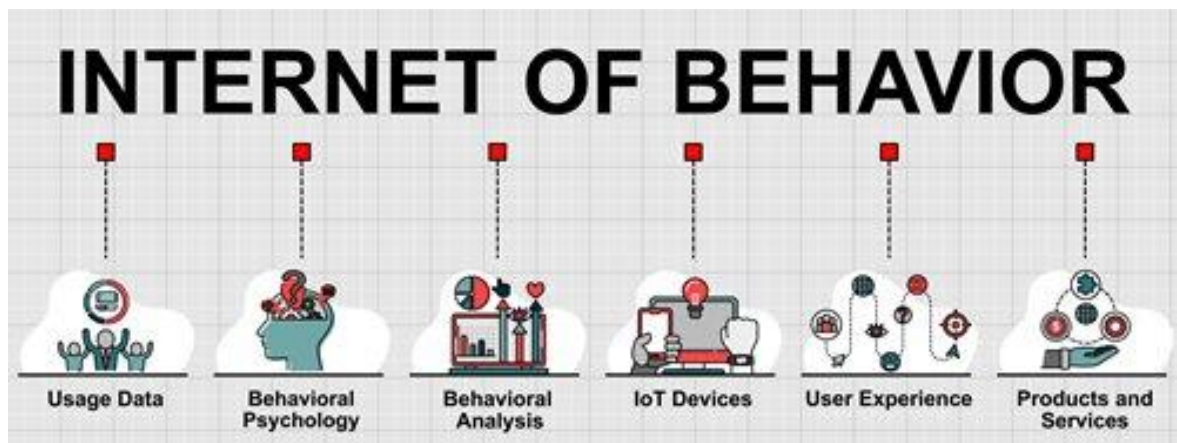 INTERNET OF BEHAVIOR
Usage Data
Behavioral
Psychology
Behavioral
Analysis
IoT Devices
User Experience
Products and
Services